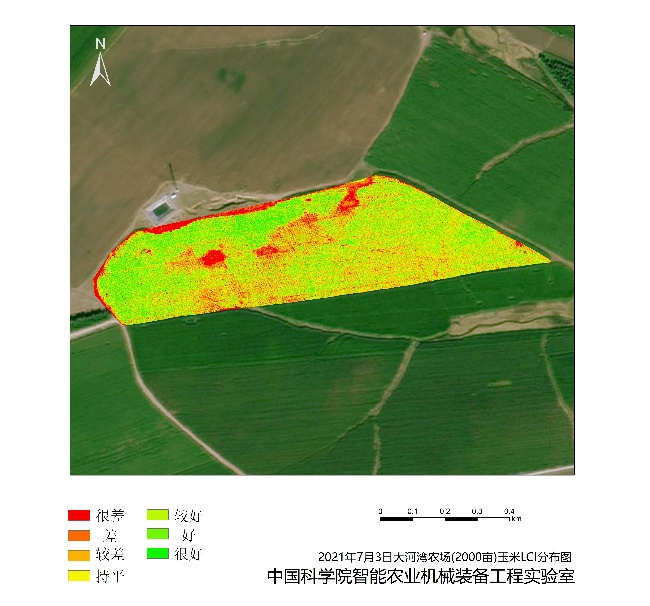 N
很差
差
较差
持平
较好
好
很好
0 0.1 0.2 0.3 0.4
km
2021年7月3日大河湾农场(2000亩)玉米LCI分布图
中国科学院智能农业机械装备工程实验室